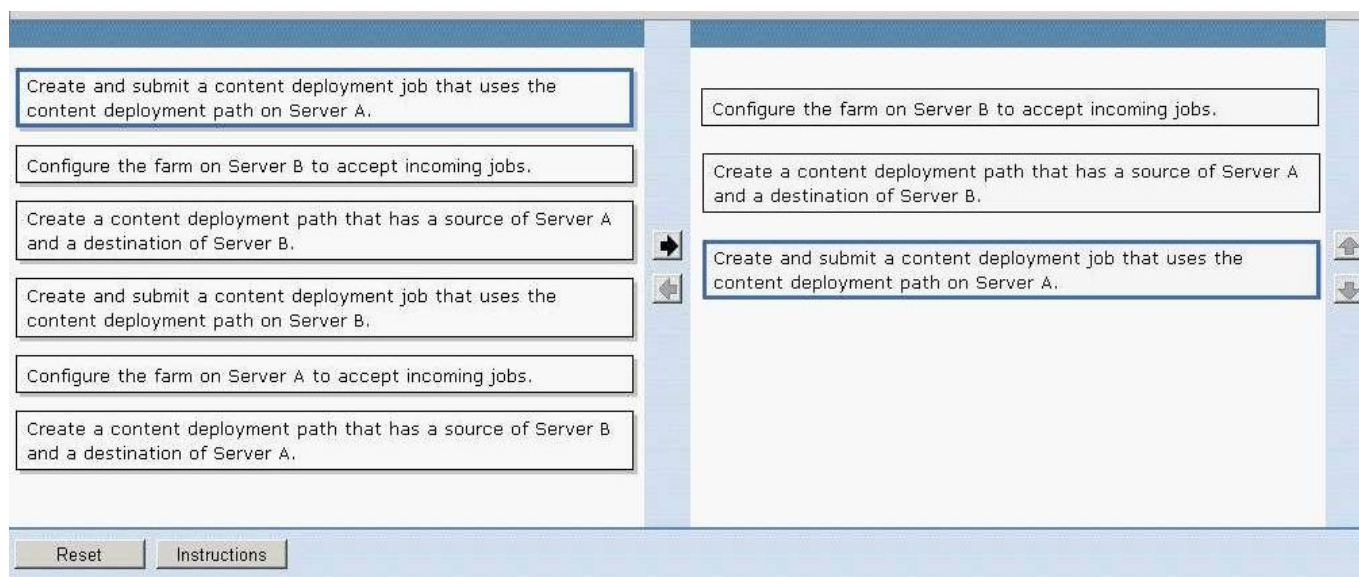 Create and submit a content deployment job that uses the
content deployment path on Server A.
Configure the farm on Server B to accept incoming jobs.
Create a content deployment path that has a source of Server A
and a destination of Server B.
Create and submit a content deployment job that uses the
content deployment path on Server B.
Configure the farm on Server A to accept incoming jobs.
Create a content deployment path that has a source of Server B
and a destination of Server A.
Configure the farm on Server B to accept incoming jobs.
Create a content deployment path that has a source of Server A
and a destination of Server B.
Create and submit a content deployment job that uses the
content deployment path on Server A.
Reset
Instructions